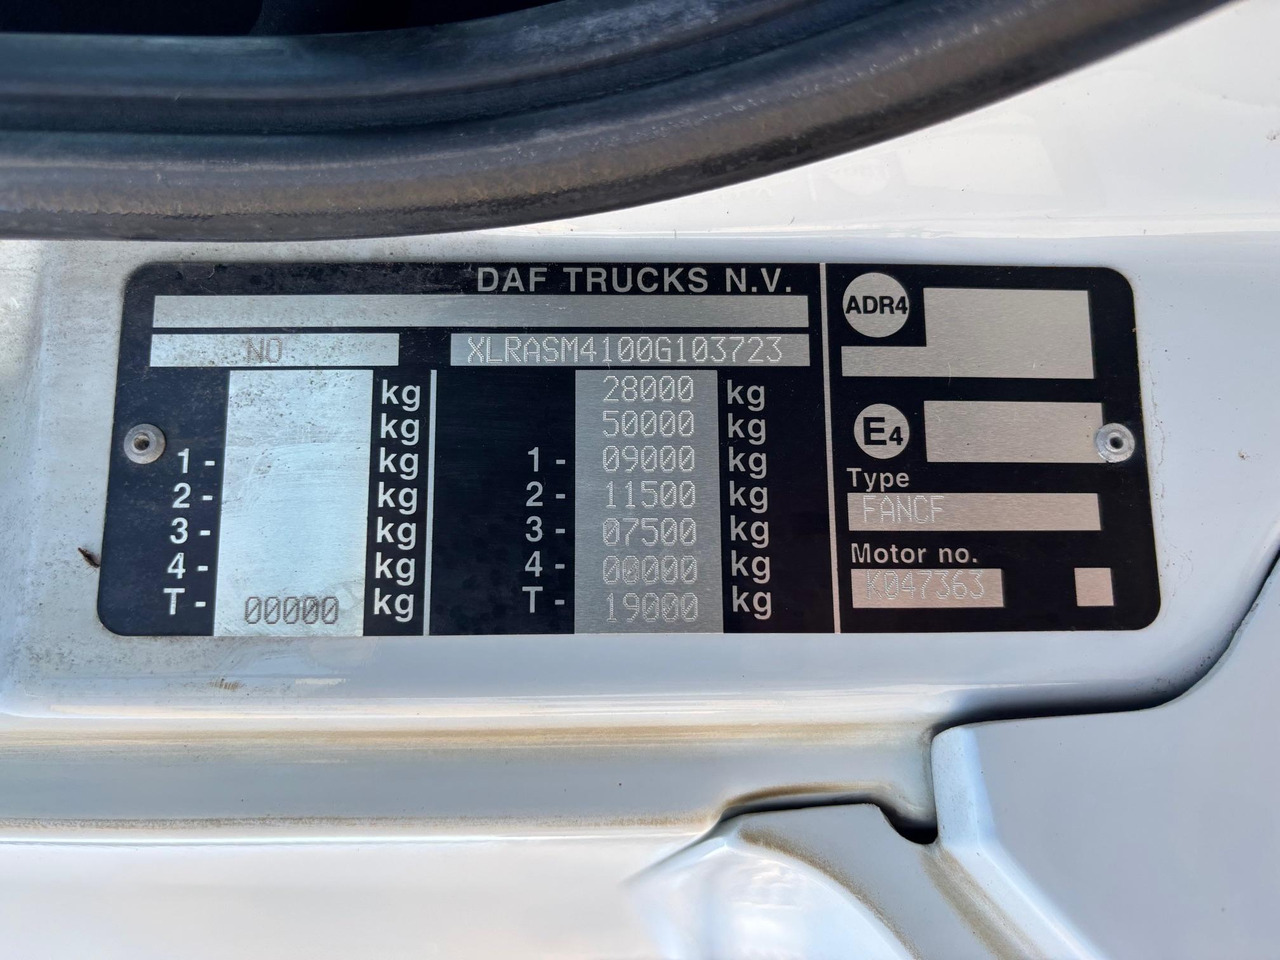 DAF TRUCKS N.V.
NO XLRASM4100G103723
kg 28000 kg
kg 50000 kg
1- kg 1- 09000 kg
2- kg 2- 11500 kg
3- kg 3- 07500 kg
4- kg 4- 00000 kg
T- 00000 kg T- 19000 kg
ADR4
E4
Type
FANCF
Motor no.
K047363